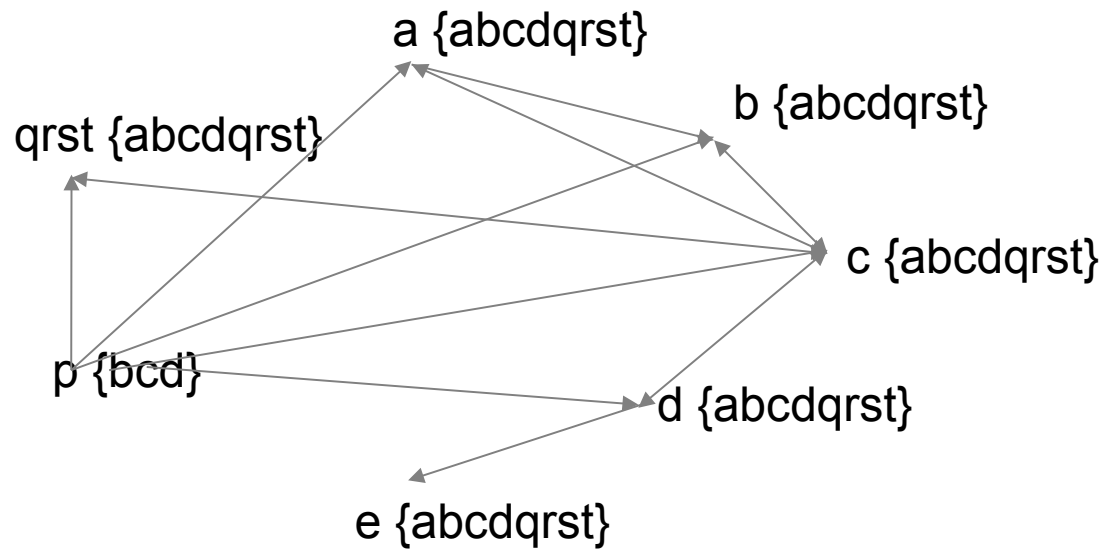 a {abcdqrst}
b {abcdqrst}
qrst {abcdqrst}
c {abcdqrst}
p {bcd}
d {abcdqrst}
e {abcdqrst}